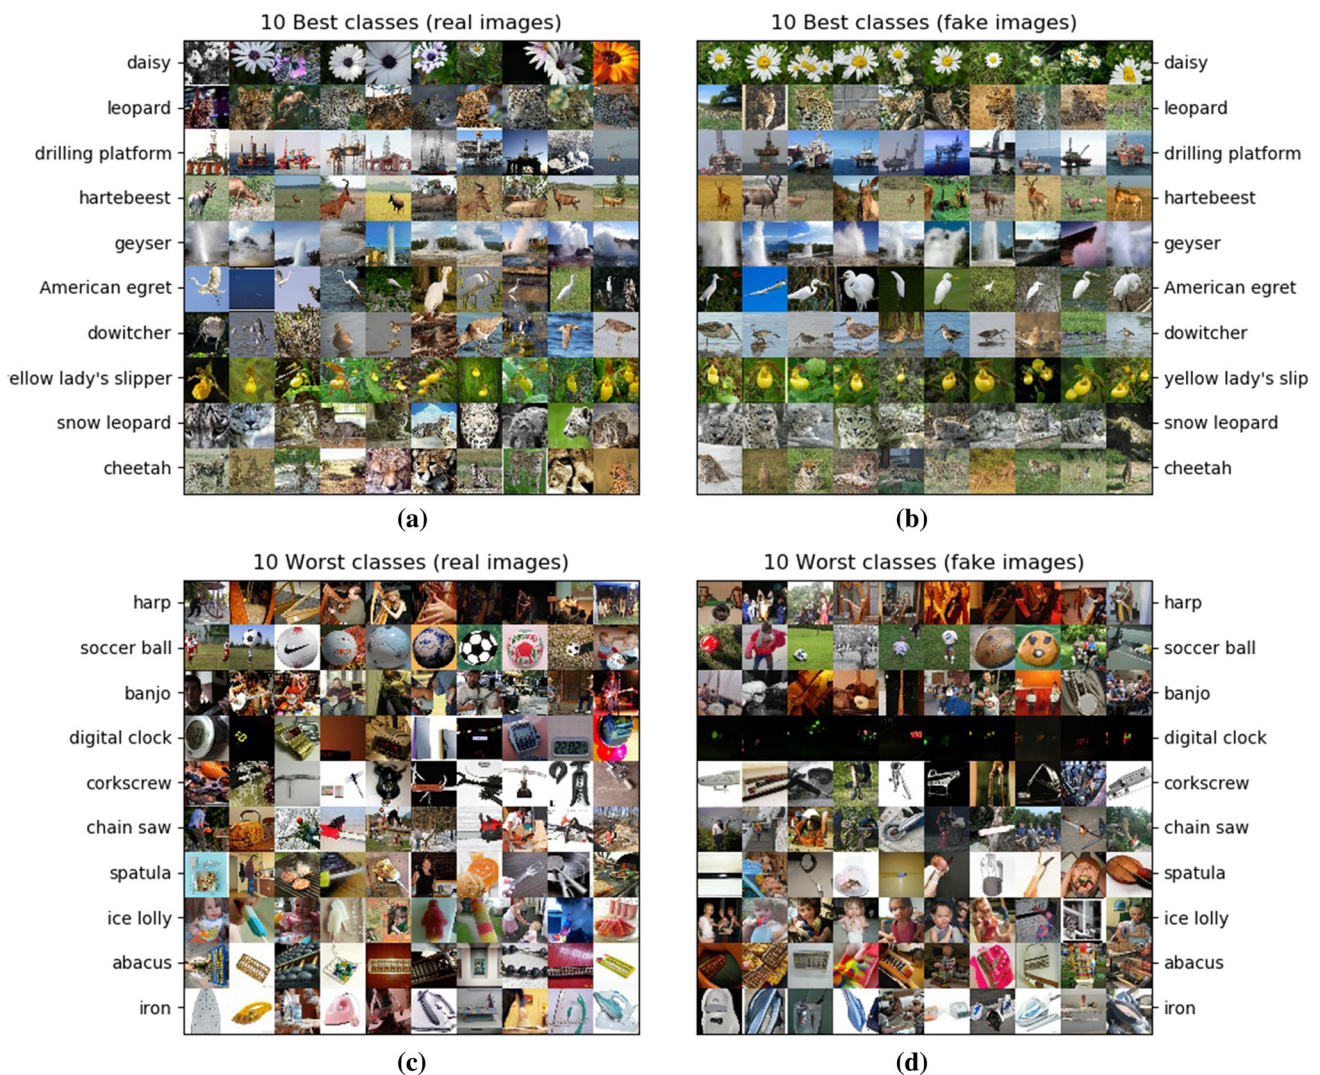 10 Best classes (real images)
10 Best classes (fake images)
daisy
leopard
drilling platform
hartebeest
geyser
American egret
dowitcher
ellow lady's slipper
snow leopard
cheetah
daisy
leopard
drilling platform
hartebeest
geyser
American egret
dowitcher
yellow lady's slip
snow leopard
cheetah
(a)
(b)
10 Worst classes (real images)
10 Worst classes (fake images)
harp
soccer ball
banjo
digital clock
corkscrew
chain saw
spatula
ice lolly
abacus
iron
harp
soccer ball
banjo
digital clock
corkscrew
chain saw
spatula
ice lolly
abacus
iron
(c)
(d)